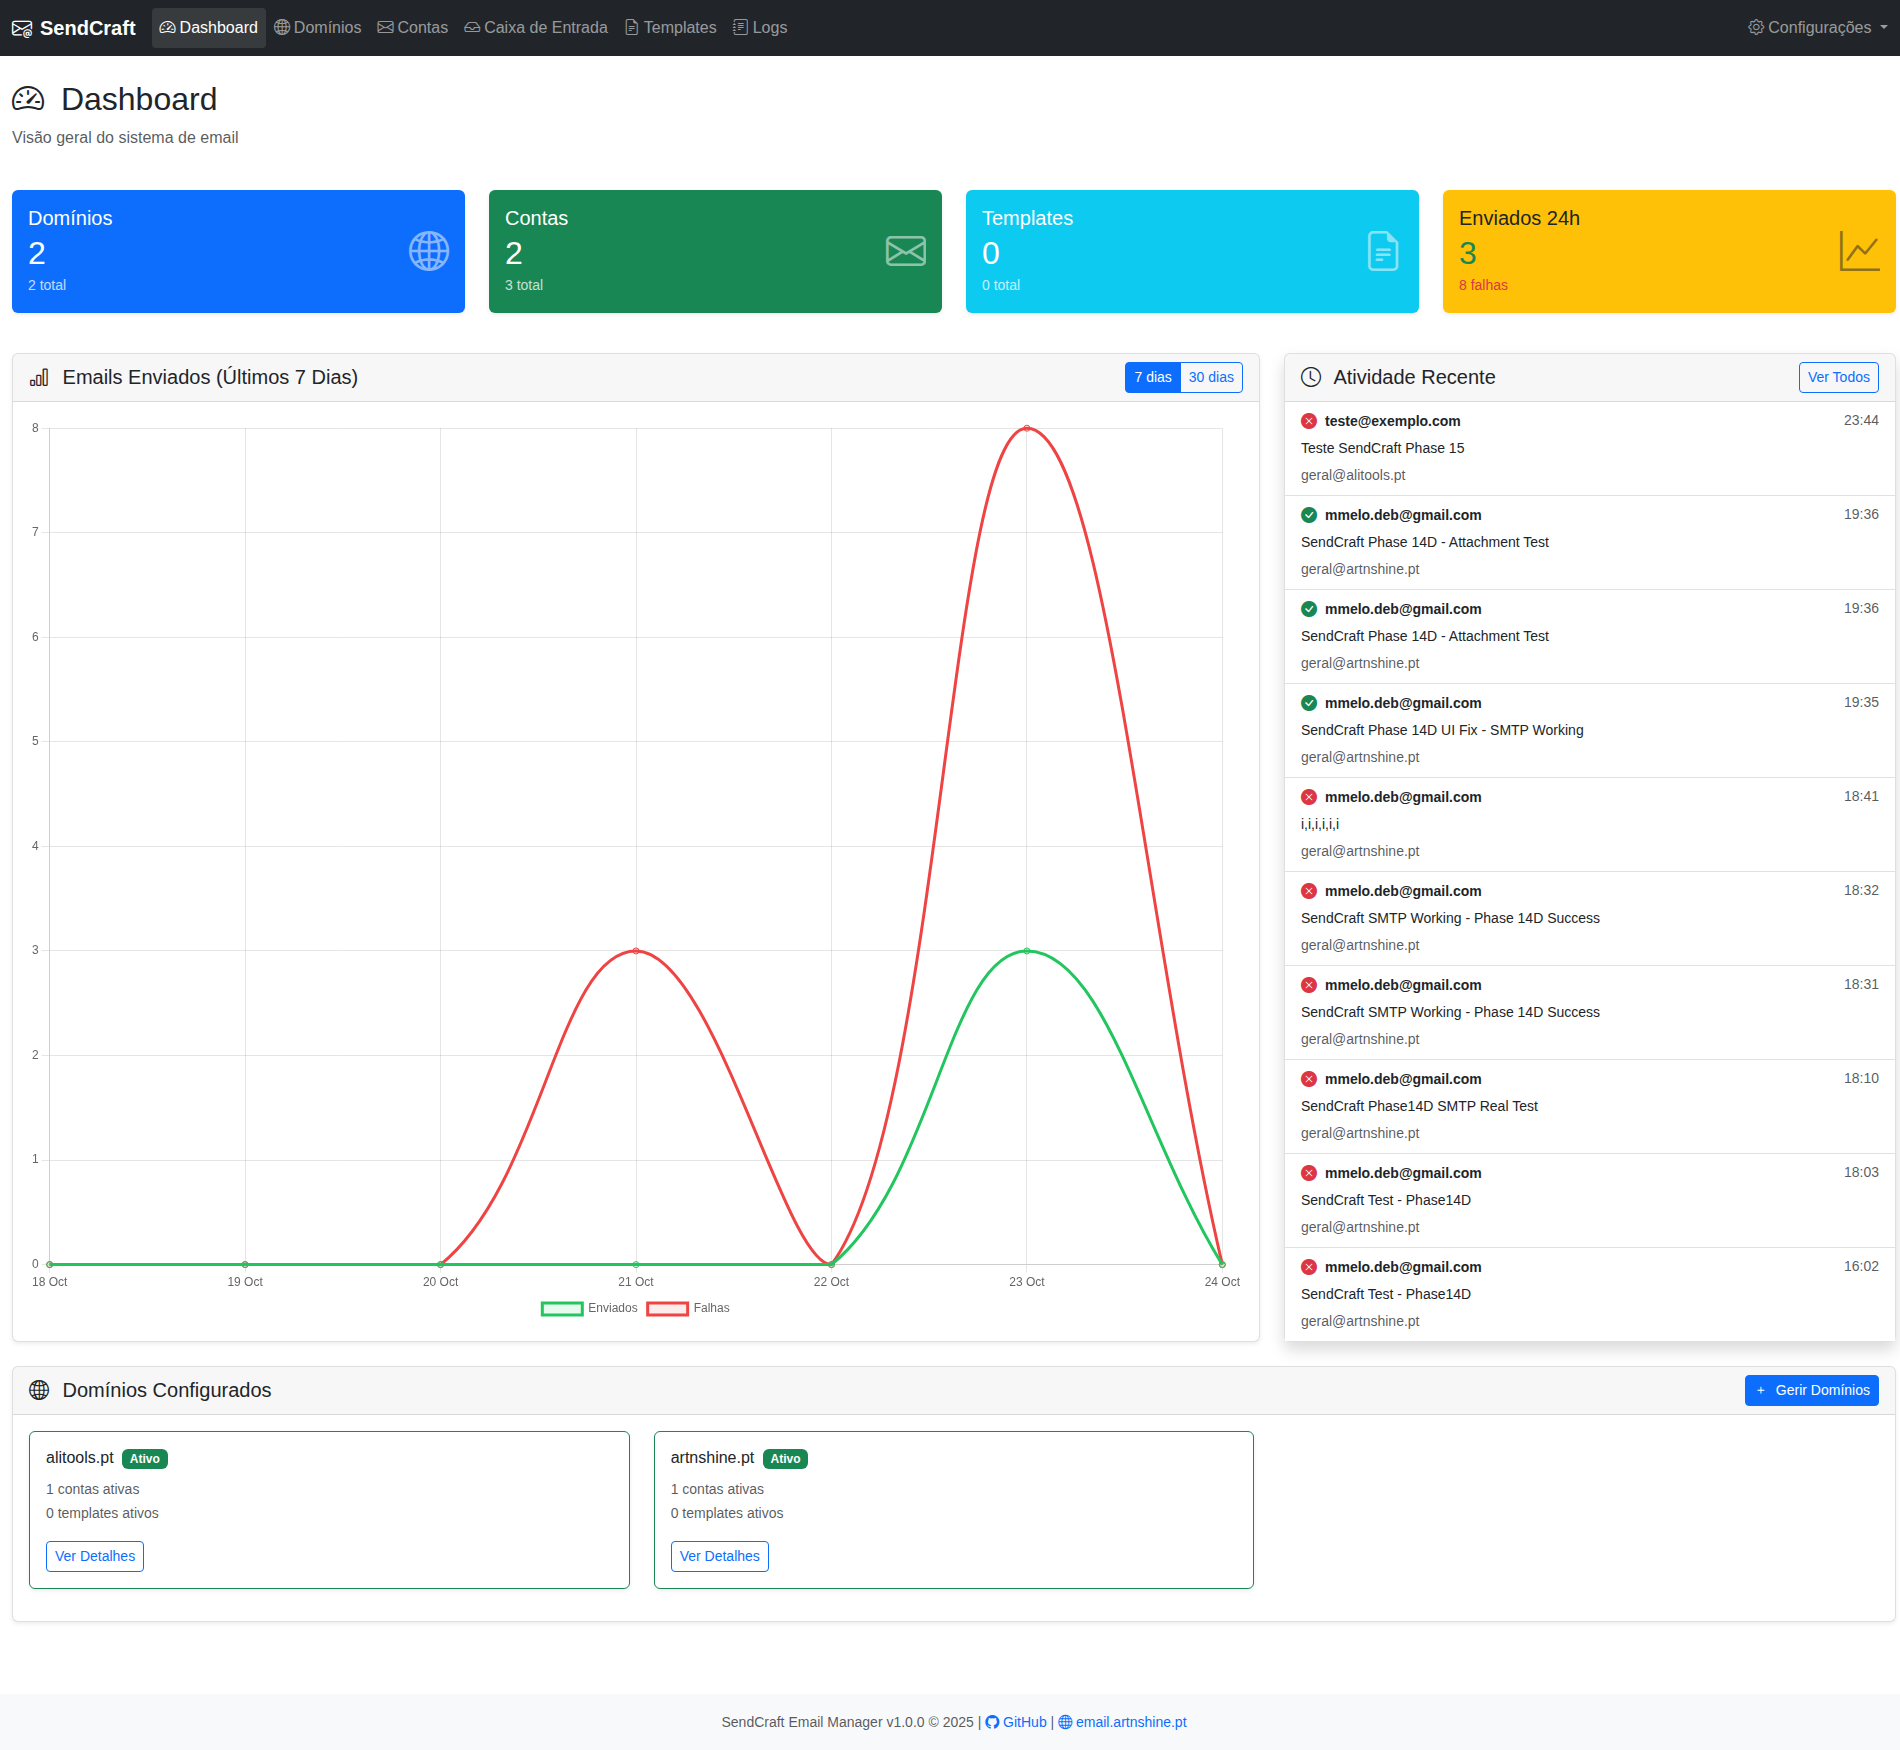 SendCraft Dashboard Domínios Contas Caixa de Entrada Templates Logs Configurações
Dashboard
Visão geral do sistema de email
Domínios
2
2 total
Contas
2
3 total
Templates
0
0 total
Enviados 24h
3
8 falhas
Emails Enviados (Últimos 7 Dias) 7 dias 30 dias
8
7
6
5
4
3
2
1
0
18 Oct 19 Oct 20 Oct 21 Oct 22 Oct 23 Oct 24 Oct
Enviados Falhas
Atividade Recente Ver Todos
teste@exemplo.com 23:44
Teste SendCraft Phase 15
geral@alitools.pt
mmelo.deb@gmail.com 19:36
SendCraft Phase 14D - Attachment Test
geral@artnshine.pt
mmelo.deb@gmail.com 19:36
SendCraft Phase 14D - Attachment Test
geral@artnshine.pt
mmelo.deb@gmail.com 19:35
SendCraft Phase 14D UI Fix - SMTP Working
geral@artnshine.pt
mmelo.deb@gmail.com 18:41
i,i,i,i,i,i
geral@artnshine.pt
mmelo.deb@gmail.com 18:32
SendCraft SMTP Working - Phase 14D Success
geral@artnshine.pt
mmelo.deb@gmail.com 18:31
SendCraft SMTP Working - Phase 14D Success
geral@artnshine.pt
mmelo.deb@gmail.com 18:10
SendCraft Phase14D SMTP Real Test
geral@artnshine.pt
mmelo.deb@gmail.com 18:03
SendCraft Test - Phase14D
geral@artnshine.pt
mmelo.deb@gmail.com 16:02
SendCraft Test - Phase14D
geral@artnshine.pt
Domínios Configurados + Gerir Domínios
alitools.pt Ativo
1 contas ativas
0 templates ativos
Ver Detalhes
artnshine.pt Ativo
1 contas ativas
0 templates ativos
Ver Detalhes
SendCraft Email Manager v1.0.0 © 2025 | GitHub | email.artnshine.pt